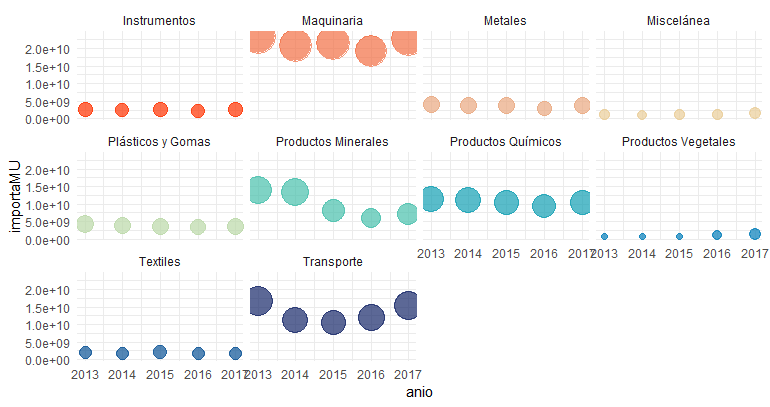 Instrumentos Maquinaria Metales Miscelánea
2.0e+10
1.5e+10
1.0e+10
5.0e+09
0.0e+00
Plásticos y Gomas Productos Minerales Productos Químicos Productos Vegetales
2.0e+10
1.5e+10
1.0e+10
5.0e+09
0.0e+00
importaMU
2013 2014 2015 2016 2017 2013 2014 2015 2016 2017
Textiles Transporte
2.0e+10
1.5e+10
1.0e+10
5.0e+09
0.0e+00
2013 2014 2015 2016 2017 2013 2014 2015 2016 2017
anio